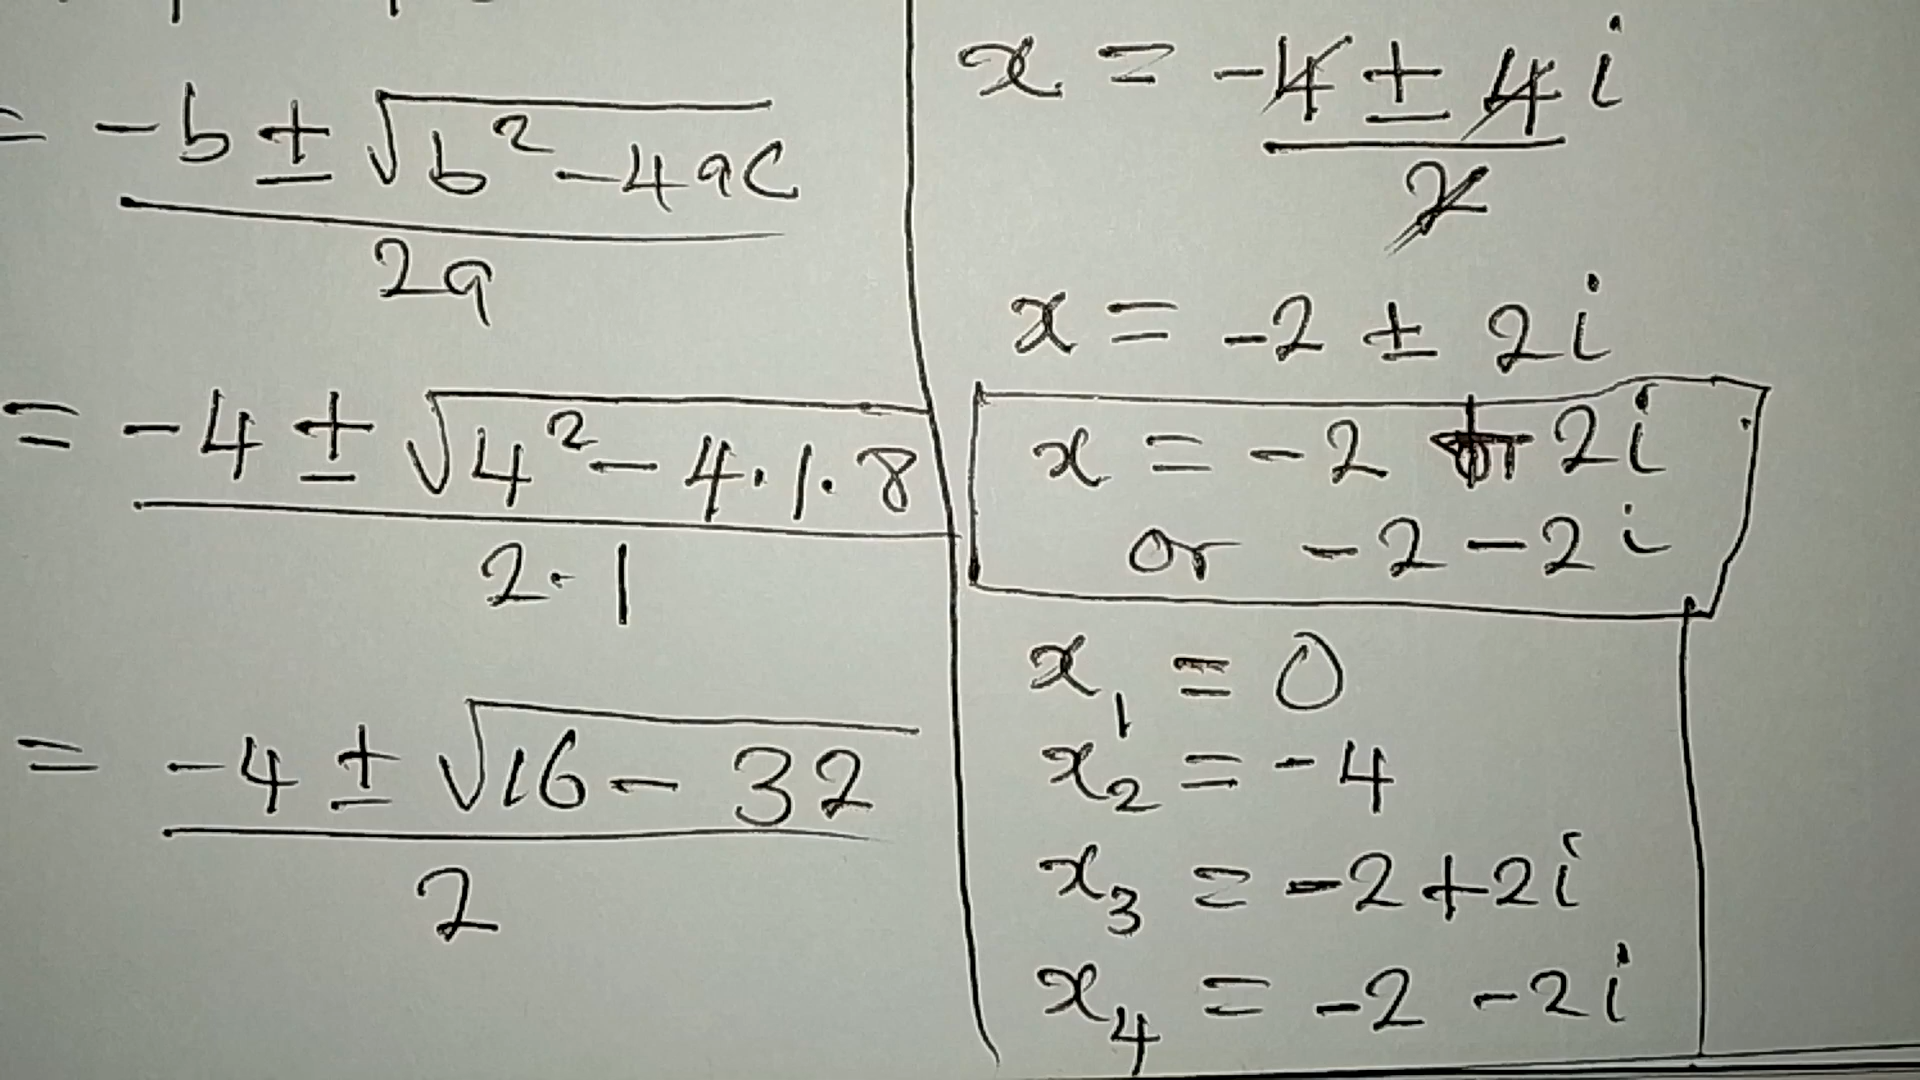 = -b ± √b² - 4ac
2a
= -4 ± √4² - 4.1.8
2.1
= -4 ± √16 - 32
2
x = -4 ± 4i
2
x = -2 ± 2i
x = -2 + 2i
or -2 - 2i
x₁ = 0
x₂ = -4
x₃ = -2 + 2i
x₄ = -2 - 2i